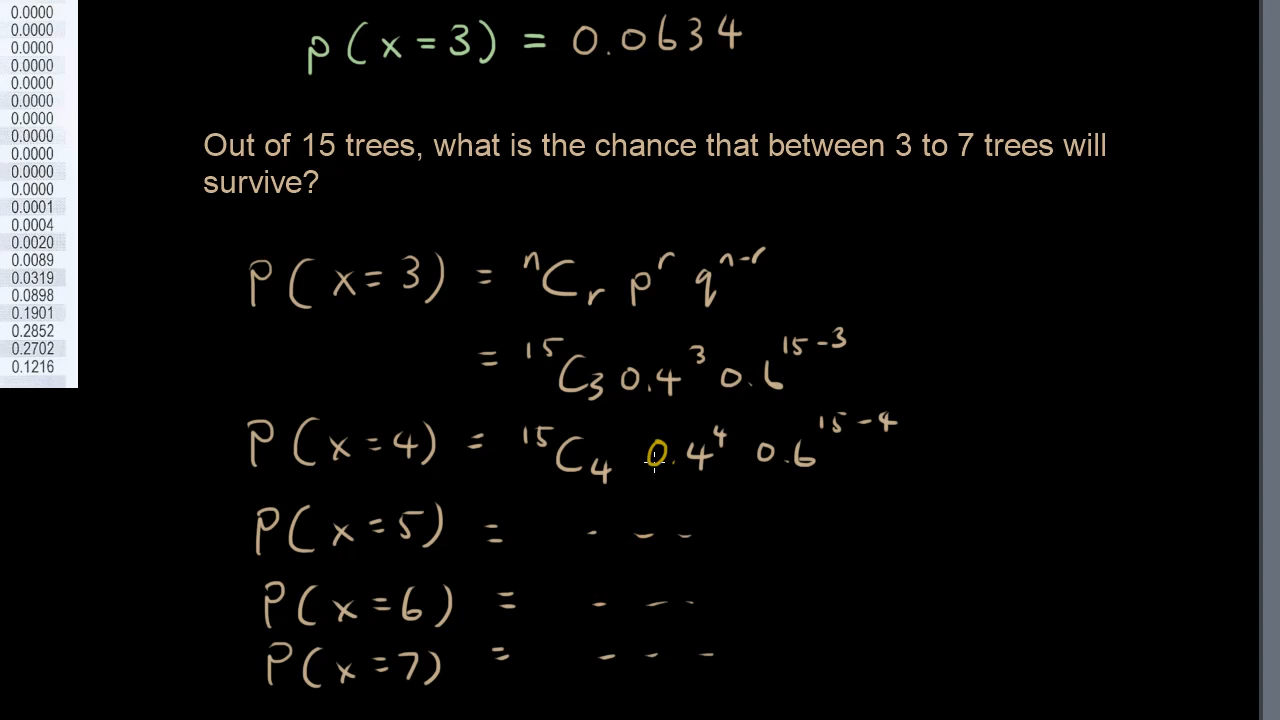 0.0000
0.0000
0.0000
0.0000
0.0000
0.0000
0.0000
0.0000
0.0000
0.0000
0.0000
0.0001
0.0004
0.0020
0.0089
0.0319
0.0898
0.1901
0.2852
0.2702
0.1216
p(x=3) = 0.0634
Out of 15 trees, what is the chance that between 3 to 7 trees will
survive?
P(x=3) = ⁿCᵣ pʳ qⁿ⁻ʳ
= ¹⁵C₃ 0.4³ 0.6¹⁵⁻³
P(x=4) = ¹⁵C₄ 0.4⁴ 0.6¹⁵⁻⁴
P(x=5) = - - -
P(x=6) = - - -
P(x=7) = - - -